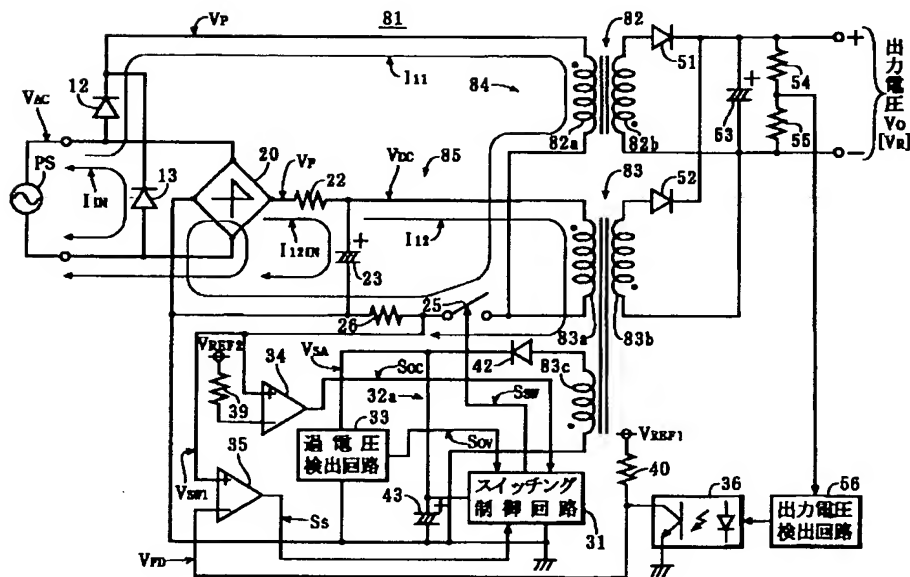 VP
81
82
I11
51
出力電圧
VO
[VR]
12
84
54
VAC
53
82a
82b
55
PS
20
VP
22
VDC
85
13
83
52
IIN
I12IN
I12
23
25
26
83a
83b
VREF2
34
VSA
SOC
42
83c
32a
SSW
39
33
過電圧
検出回路
SOV
VREF1
40
35
36
56
VSW1
スイッチング
制御回路
出力電圧
検出回路
43
SS
31
VFD